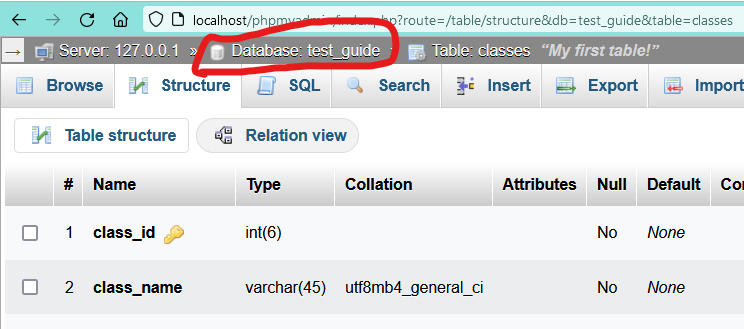 localhost/phpmyadmin/index.php?route=/table/structure&db=test_guide&table=classes
Server: 127.0.0.1 » Database: test_guide » Table: classes "My first table!"
Browse Structure SQL Search Insert Export Import
Table structure Relation view
# Name Type Collation Attributes Null Default Co
1 class_id int(6) No None
2 class_name varchar(45) utf8mb4_general_ci No None